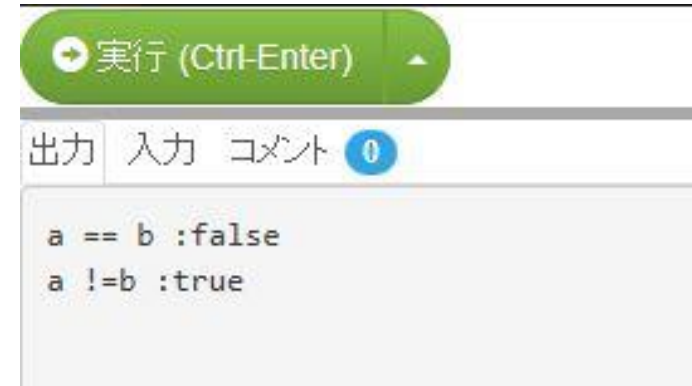 実行 (Ctrl-Enter)
出力 入力 コメント 0
a == b :false
a !=b :true